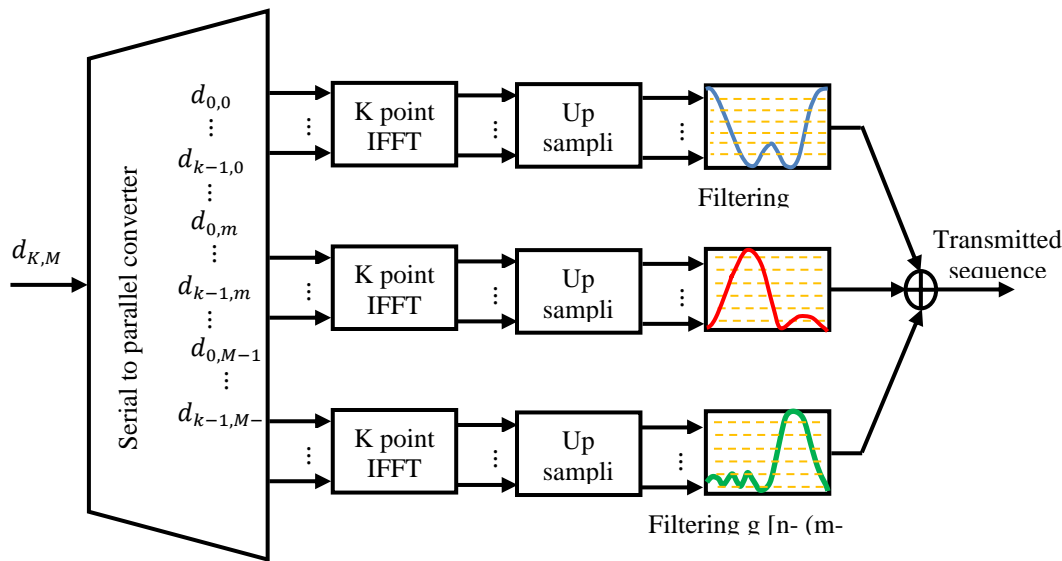 d_{K,M}
Serial to parallel converter
d_{0,0}
⋮
d_{k−1,0}
⋮
d_{0,m}
⋮
d_{k−1,m}
⋮
d_{0,M−1}
⋮
d_{k−1,M−
⋮
K point
IFFT
⋮
Up
sampli
⋮
Filtering
⋮
K point
IFFT
⋮
Up
sampli
⋮
⋮
K point
IFFT
⋮
Up
sampli
⋮
Filtering g [n- (m-
Transmitted
sequence